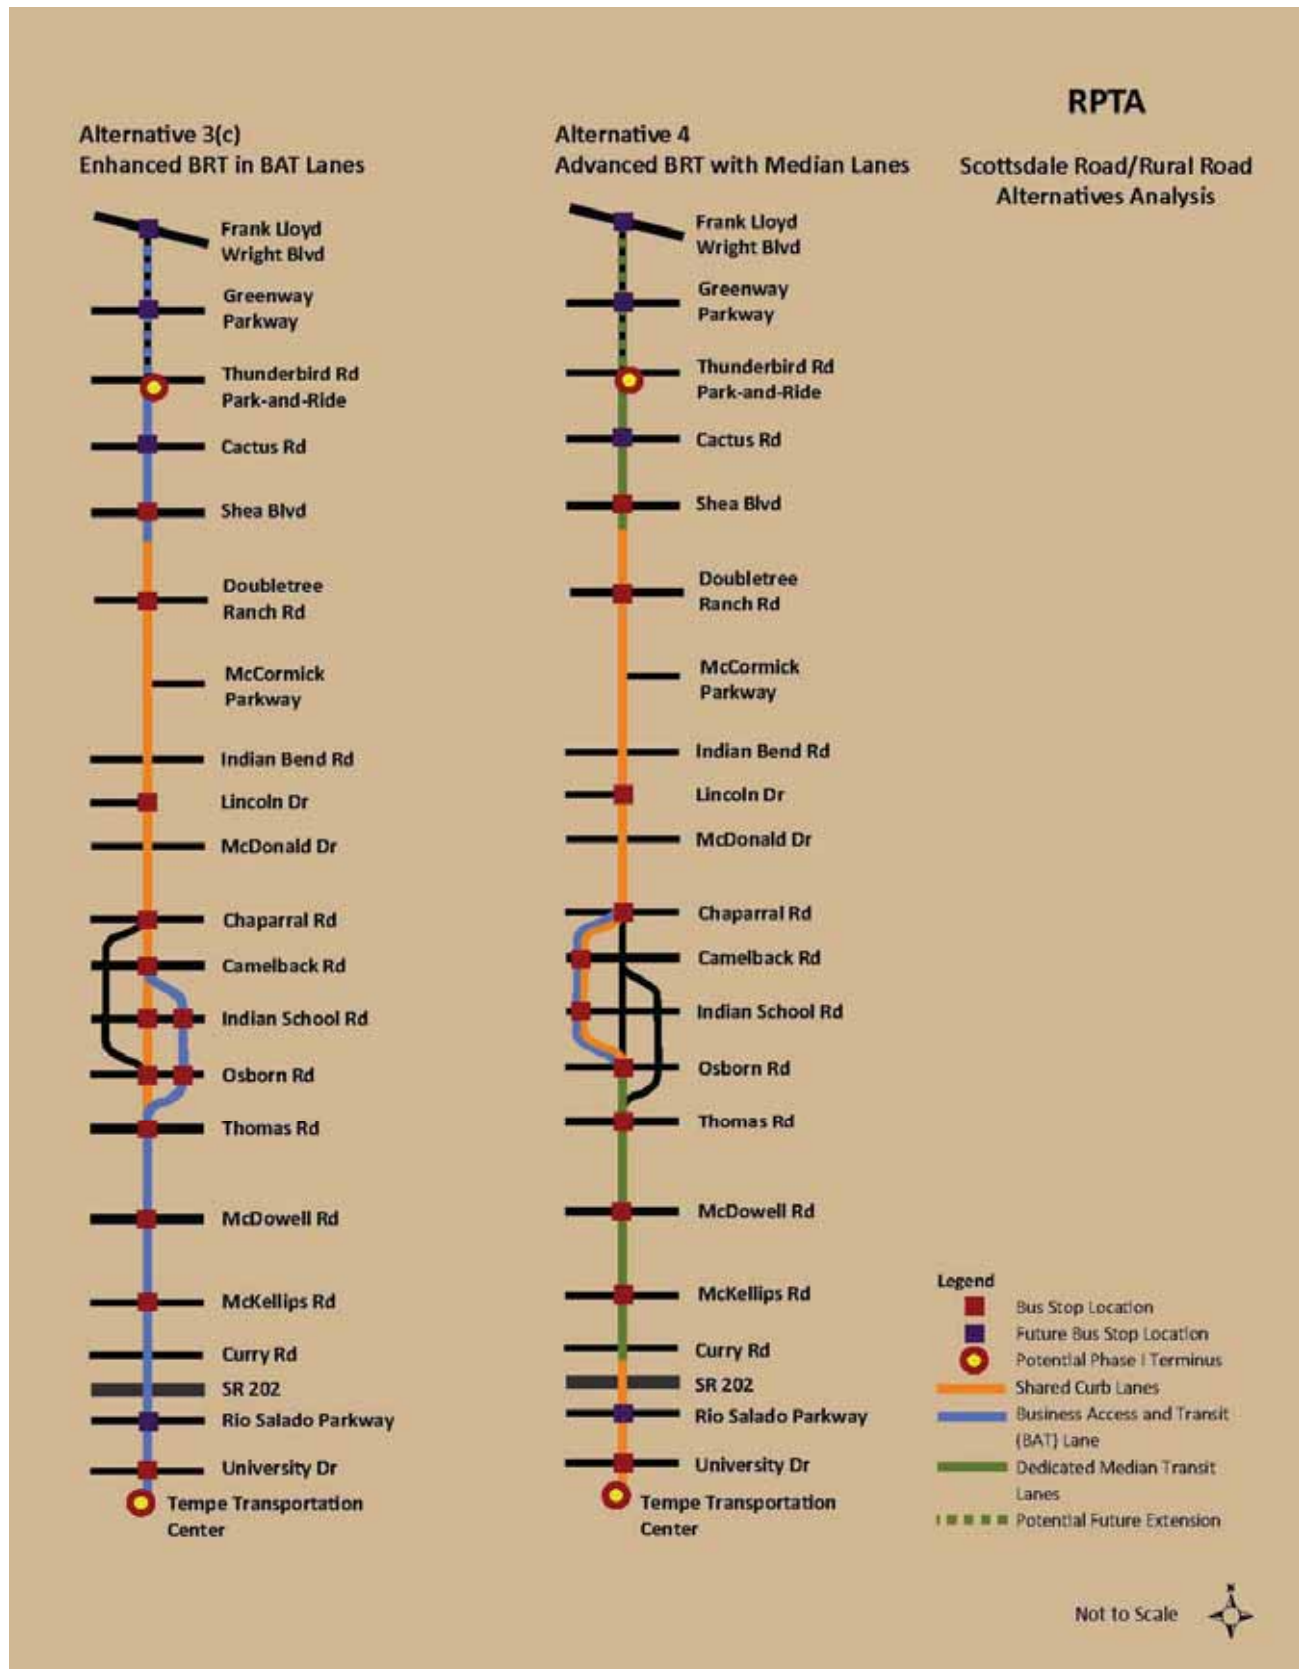 RPTA
Scottsdale Road/Rural Road
Alternatives Analysis
Alternative 3(c)
Enhanced BRT in BAT Lanes
Frank Lloyd
Wright Blvd
Greenway
Parkway
Thunderbird Rd
Park-and-Ride
Cactus Rd
Shea Blvd
Doubletree
Ranch Rd
McCormick
Parkway
Indian Bend Rd
Lincoln Dr
McDonald Dr
Chaparral Rd
Camelback Rd
Indian School Rd
Osborn Rd
Thomas Rd
McDowell Rd
McKellips Rd
Curry Rd
SR 202
Rio Salado Parkway
University Dr
Tempe Transportation
Center
Alternative 4
Advanced BRT with Median Lanes
Frank Lloyd
Wright Blvd
Greenway
Parkway
Thunderbird Rd
Park-and-Ride
Cactus Rd
Shea Blvd
Doubletree
Ranch Rd
McCormick
Parkway
Indian Bend Rd
Lincoln Dr
McDonald Dr
Chaparral Rd
Camelback Rd
Indian School Rd
Osborn Rd
Thomas Rd
McDowell Rd
McKellips Rd
Curry Rd
SR 202
Rio Salado Parkway
University Dr
Tempe Transportation
Center
Legend
Bus Stop Location
Future Bus Stop Location
Potential Phase I Terminus
Shared Curb Lanes
Business Access and Transit
(BAT) Lane
Dedicated Median Transit
Lanes
Potential Future Extension
N
Not to Scale